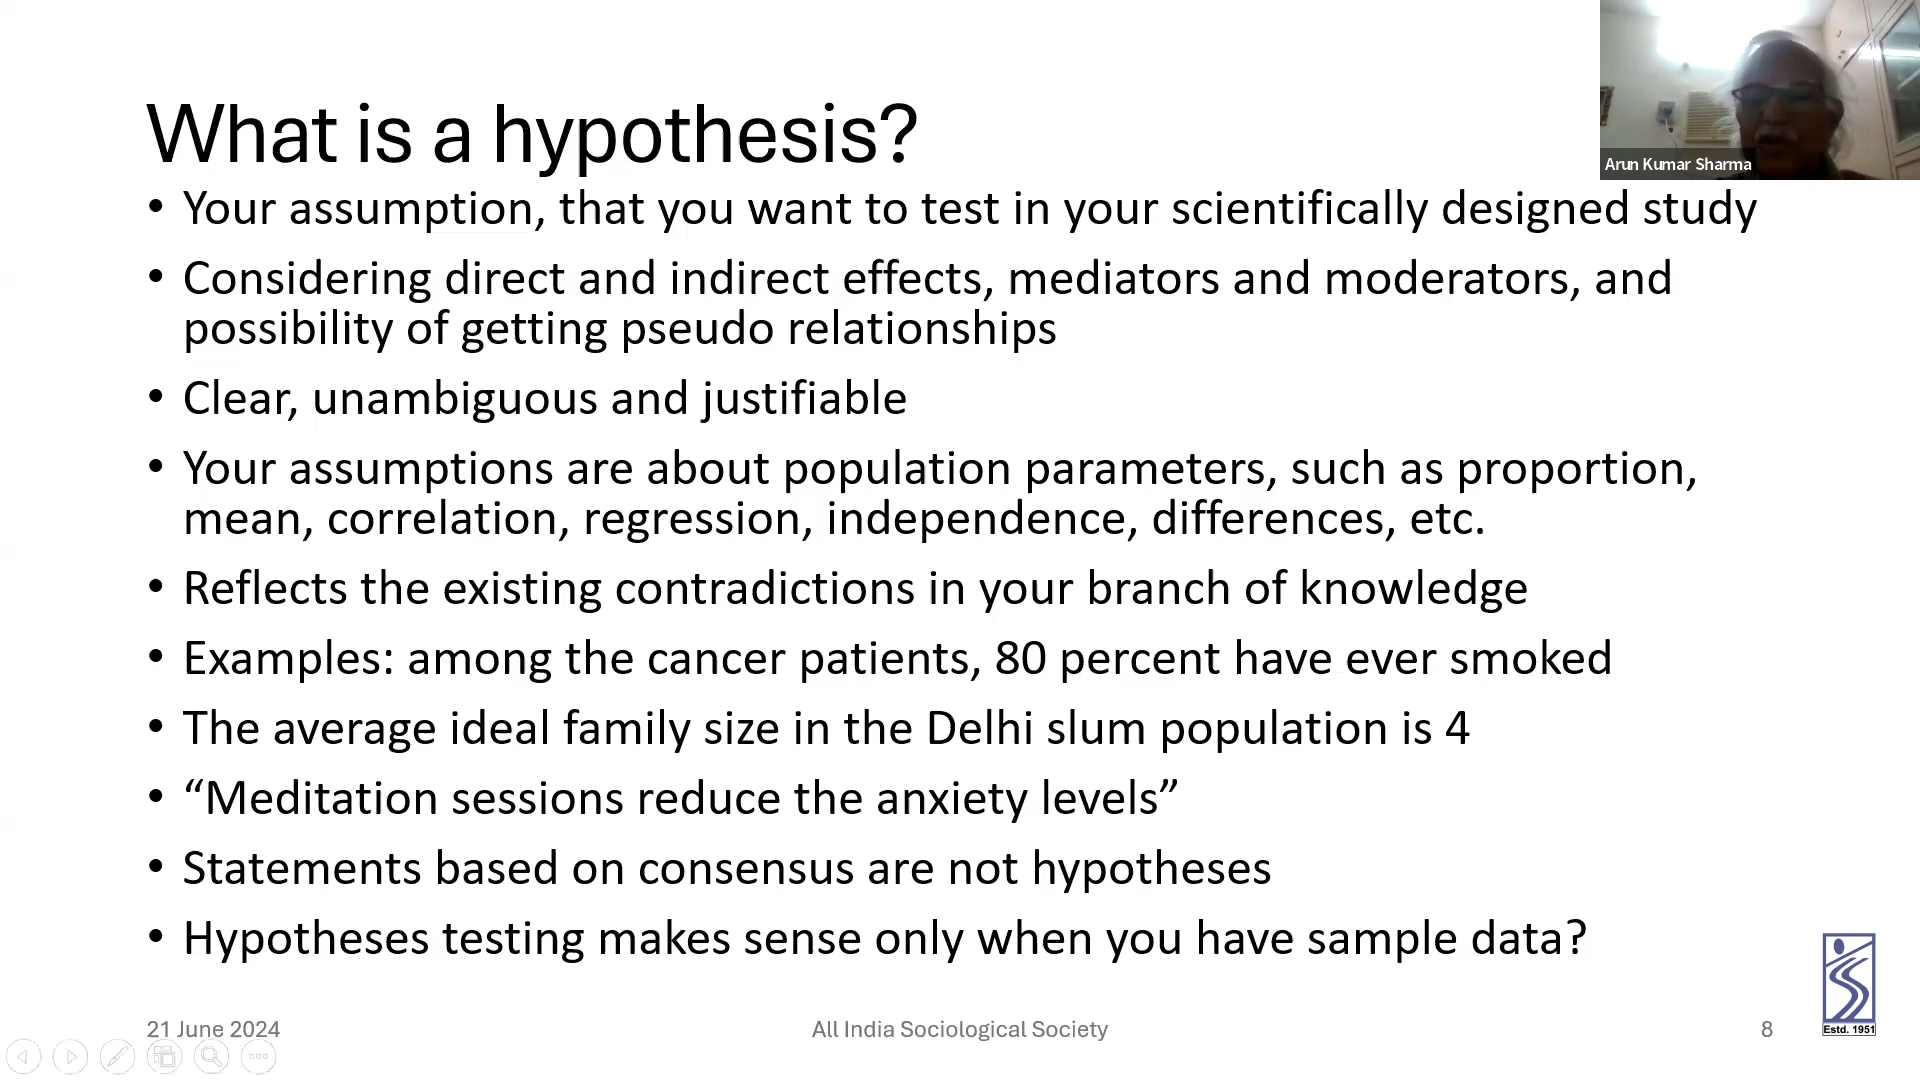 Arun Kumar Sharma
What is a hypothesis?
• Your assumption, that you want to test in your scientifically designed study
• Considering direct and indirect effects, mediators and moderators, and
possibility of getting pseudo relationships
• Clear, unambiguous and justifiable
• Your assumptions are about population parameters, such as proportion,
mean, correlation, regression, independence, differences, etc.
• Reflects the existing contradictions in your branch of knowledge
• Examples: among the cancer patients, 80 percent have ever smoked
• The average ideal family size in the Delhi slum population is 4
• “Meditation sessions reduce the anxiety levels”
• Statements based on consensus are not hypotheses
• Hypotheses testing makes sense only when you have sample data?
Estd. 1951
21 June 2024
All India Sociological Society
8